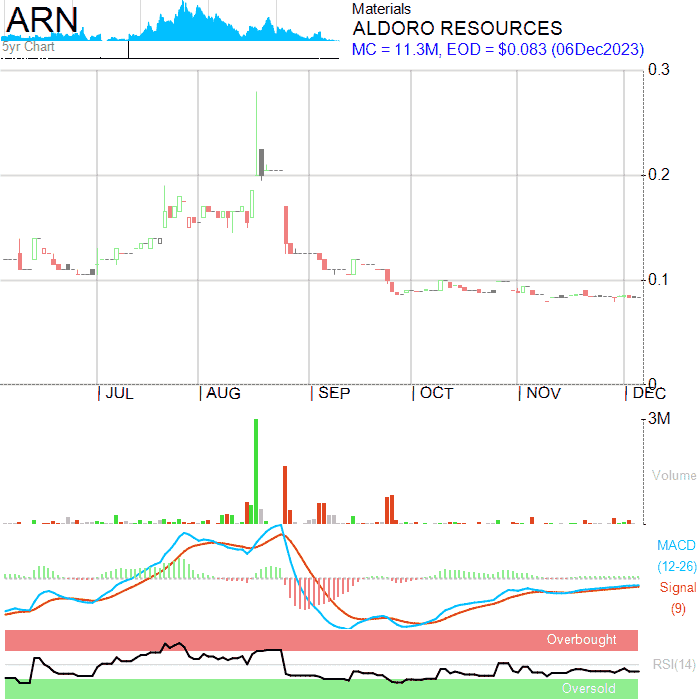 ARN
5yr Chart
Materials
ALDORO RESOURCES
MC = 11.3M, EOD = $0.083 (06Dec2023)
0.3
0.2
0.1
0
JUL AUG SEP OCT NOV DEC
3M
Volume
MACD
(12-26)
Signal
(9)
Overbought
RSI(14)
Oversold